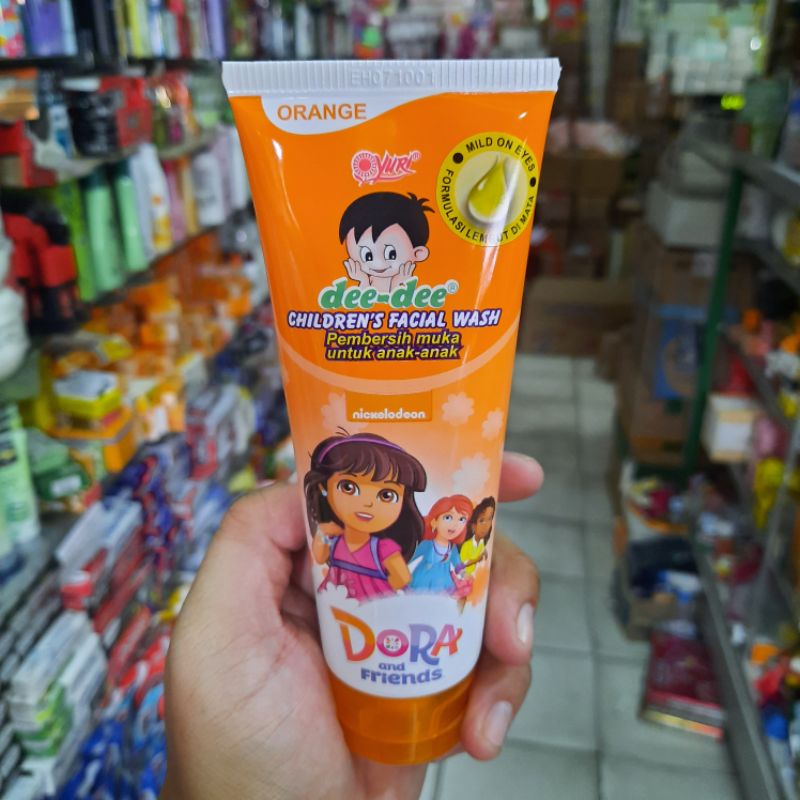 EH071001
ORANGE
Yuri
MILD ON EYES
FORMULASI LEMBUT DI MATA
dee-dee®
CHILDREN'S FACIAL WASH
Pembersih muka
untuk anak-anak
nickelodeon
DORA
and
Friends